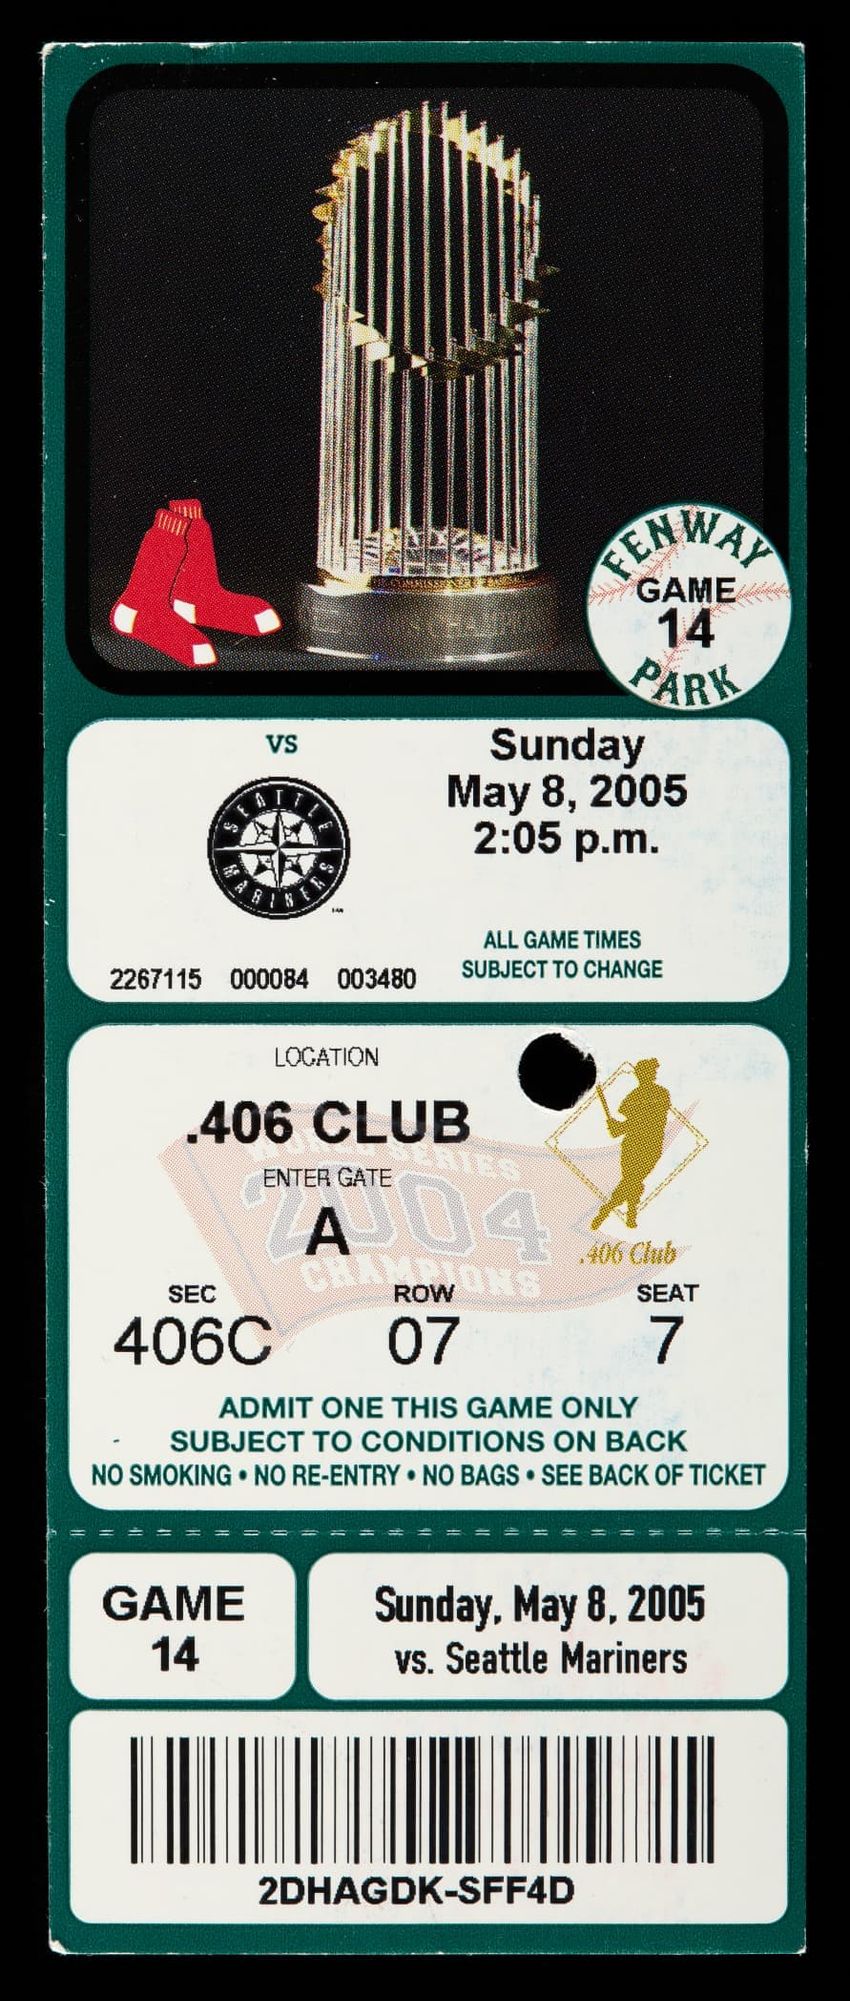 FENWAY
GAME
14
PARK
VS
SEATTLE
MARINERS
Sunday
May 8, 2005
2:05 p.m.
ALL GAME TIMES
SUBJECT TO CHANGE
2267115 000084 003480
LOCATION
.406 CLUB
ENTER GATE
A
WORLD SERIES
2004
CHAMPIONS
.406 Club
SEC ROW SEAT
406C 07 7
ADMIT ONE THIS GAME ONLY
SUBJECT TO CONDITIONS ON BACK
NO SMOKING • NO RE-ENTRY • NO BAGS • SEE BACK OF TICKET
GAME
14
Sunday, May 8, 2005
vs. Seattle Mariners
2DHAGDK-SFF4D